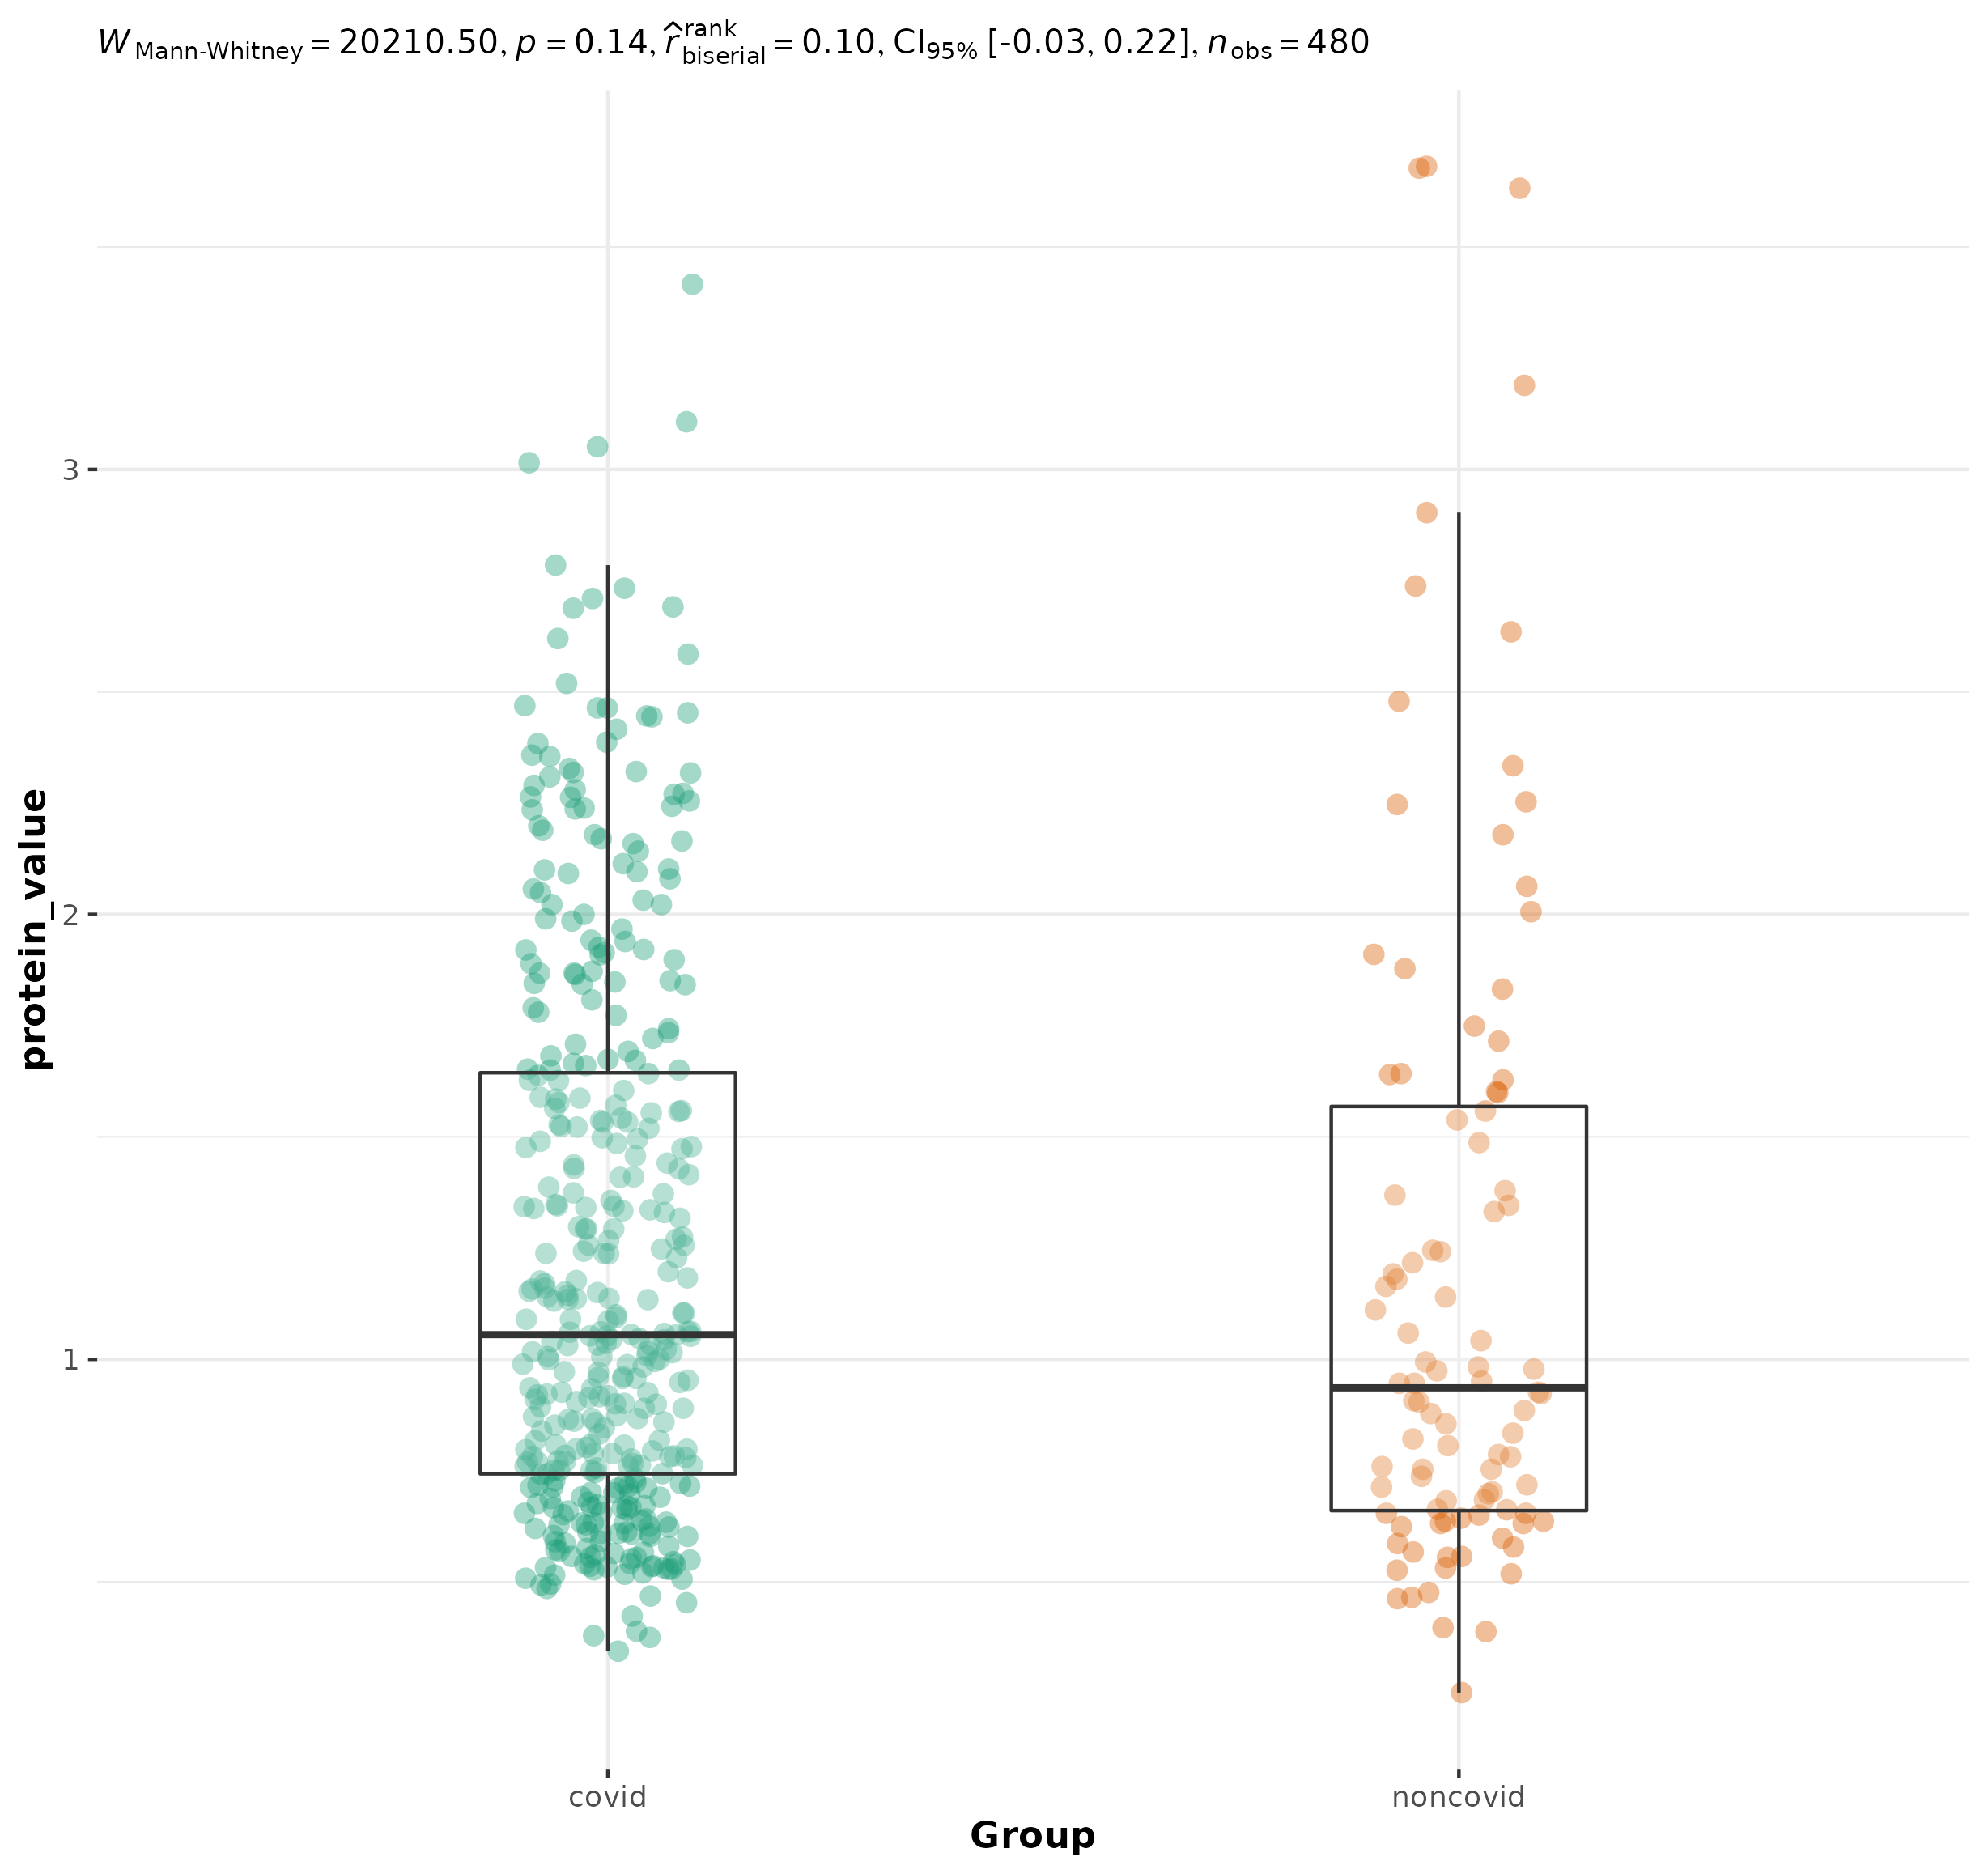 W Mann-Whitney = 20210.50, p = 0.14, r̂ rank biserial = 0.10, CI95% [-0.03, 0.22], n obs = 480
3
2
1
protein_value
covid noncovid
Group